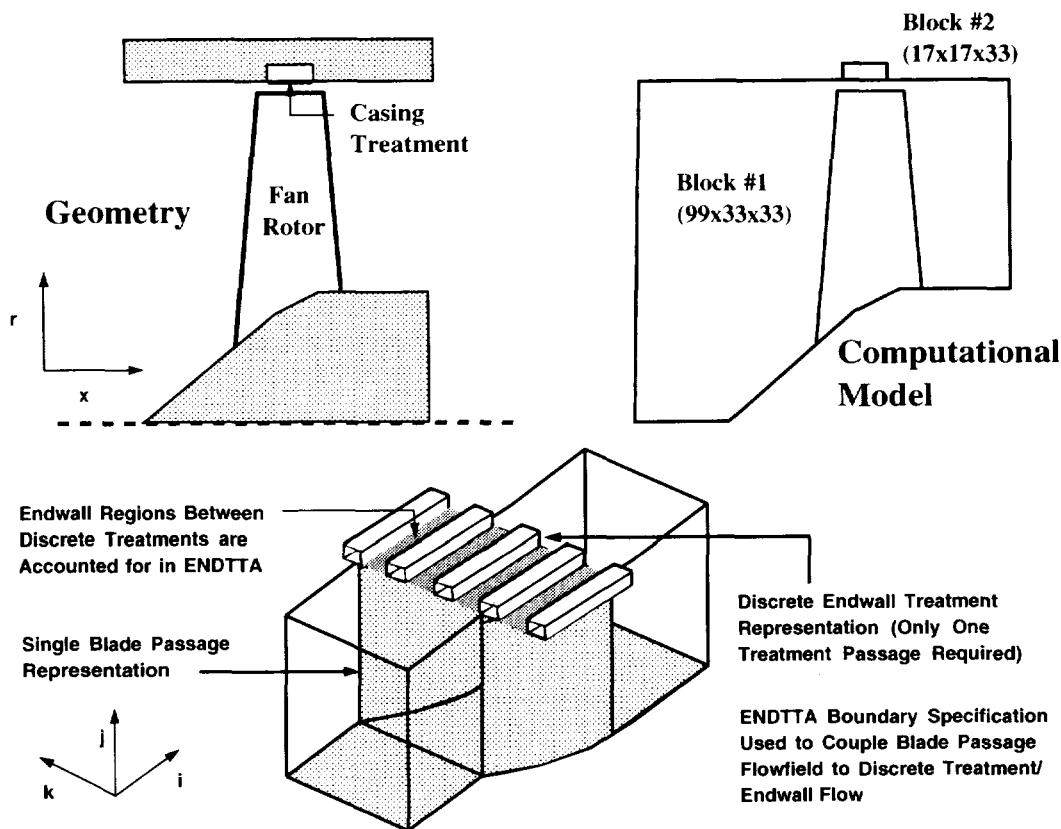 Block #2
(17x17x33)
Casing
Treatment
Block #1
(99x33x33)
Fan
Rotor
Geometry
r
x
Computational
Model
Endwall Regions Between
Discrete Treatments are
Accounted for in ENDTTA
Single Blade Passage
Representation
Discrete Endwall Treatment
Representation (Only One
Treatment Passage Required)
ENDTTA Boundary Specification
Used to Couple Blade Passage
Flowfield to Discrete Treatment/
Endwall Flow
j
k
i